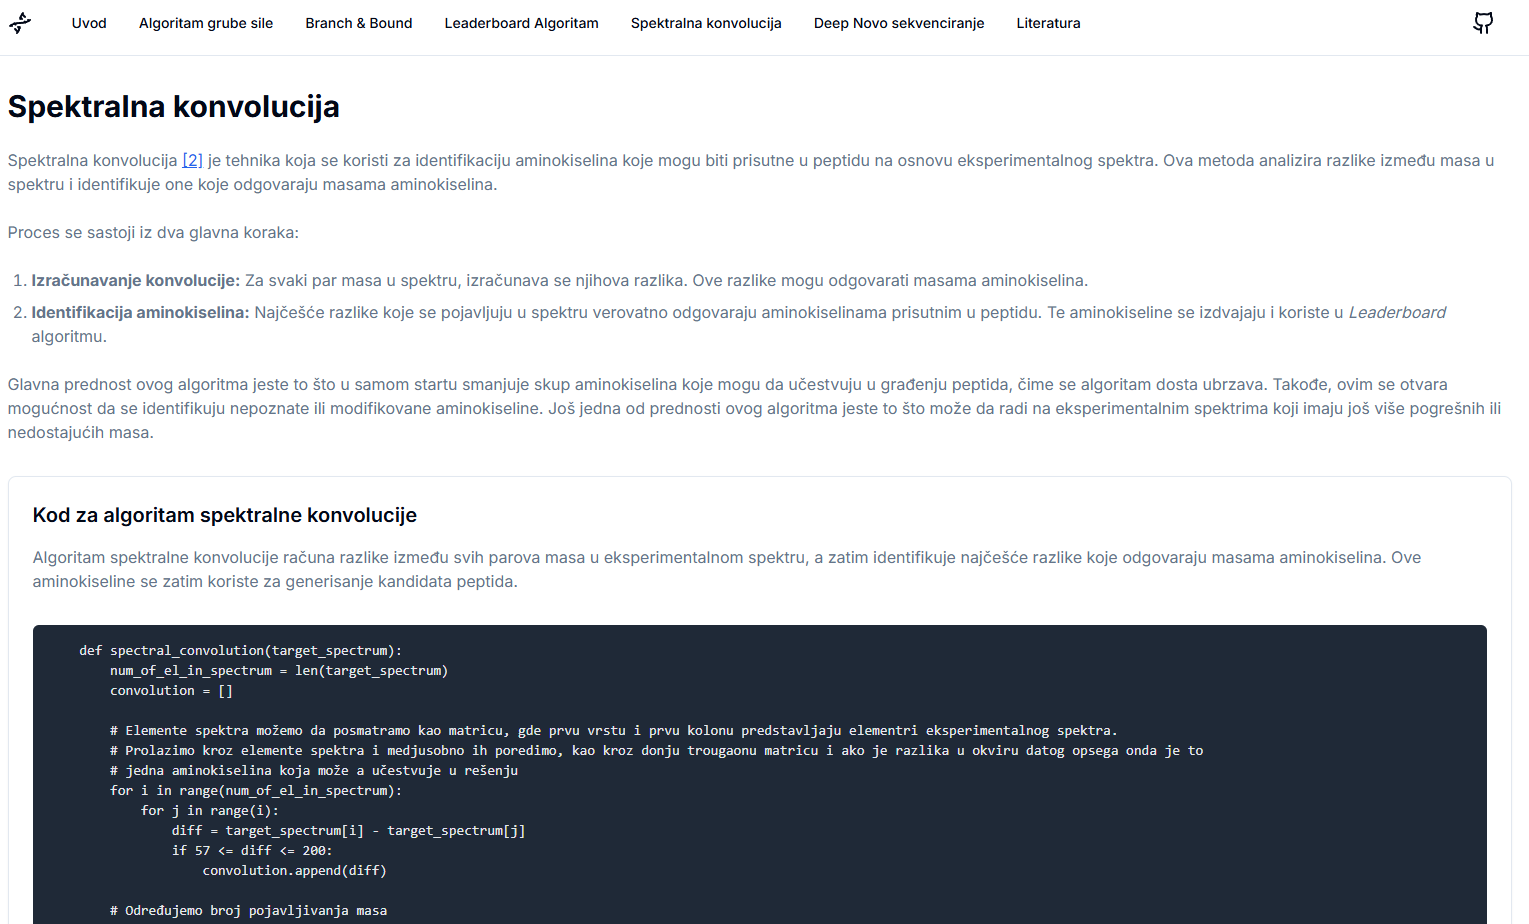 Uvod Algoritam grube sile Branch & Bound Leaderboard Algoritam Spektralna konvolucija Deep Novo sekvenciranje Literatura
Spektralna konvolucija
Spektralna konvolucija [2] je tehnika koja se koristi za identifikaciju aminokiselina koje mogu biti prisutne u peptidu na osnovu eksperimentalnog spektra. Ova metoda analizira razlike između masa u
spektru i identifikuje one koje odgovaraju masama aminokiselina.
Proces se sastoji iz dva glavna koraka:
1. Izračunavanje konvolucije: Za svaki par masa u spektru, izračunava se njihova razlika. Ove razlike mogu odgovarati masama aminokiselina.
2. Identifikacija aminokiselina: Najčešće razlike koje se pojavljuju u spektru verovatno odgovaraju aminokiselinama prisutnim u peptidu. Te aminokiseline se izdvajaju i koriste u Leaderboard
algoritmu.
Glavna prednost ovog algoritma jeste to što u samom startu smanjuje skup aminokiselina koje mogu da učestvuju u građenju peptida, čime se algoritam dosta ubrzava. Takođe, ovim se otvara
mogućnost da se identifikuju nepoznate ili modifikovane aminokiseline. Još jedna od prednosti ovog algoritma jeste to što može da radi na eksperimentalnim spektrima koji imaju još više pogrešnih ili
nedostajućih masa.
Kod za algoritam spektralne konvolucije
Algoritam spektralne konvolucije računa razlike između svih parova masa u eksperimentalnom spektru, a zatim identifikuje najčešće razlike koje odgovaraju masama aminokiselina. Ove
aminokiseline se zatim koriste za generisanje kandidata peptida.
def spectral_convolution(target_spectrum):
num_of_el_in_spectrum = len(target_spectrum)
convolution = []
# Elemente spektra možemo da posmatramo kao matricu, gde prvu vrstu i prvu kolonu predstavljaju elementri eksperimentalnog spektra.
# Prolazimo kroz elemente spektra i medjusobno ih poredimo, kao kroz donju trougaonu matricu i ako je razlika u okviru datog opsega onda je to
# jedna aminokiselina koja može a učestvuje u rešenju
for i in range(num_of_el_in_spectrum):
for j in range(i):
diff = target_spectrum[i] - target_spectrum[j]
if 57 <= diff <= 200:
convolution.append(diff)
# Određujemo broj pojavljivanja masa